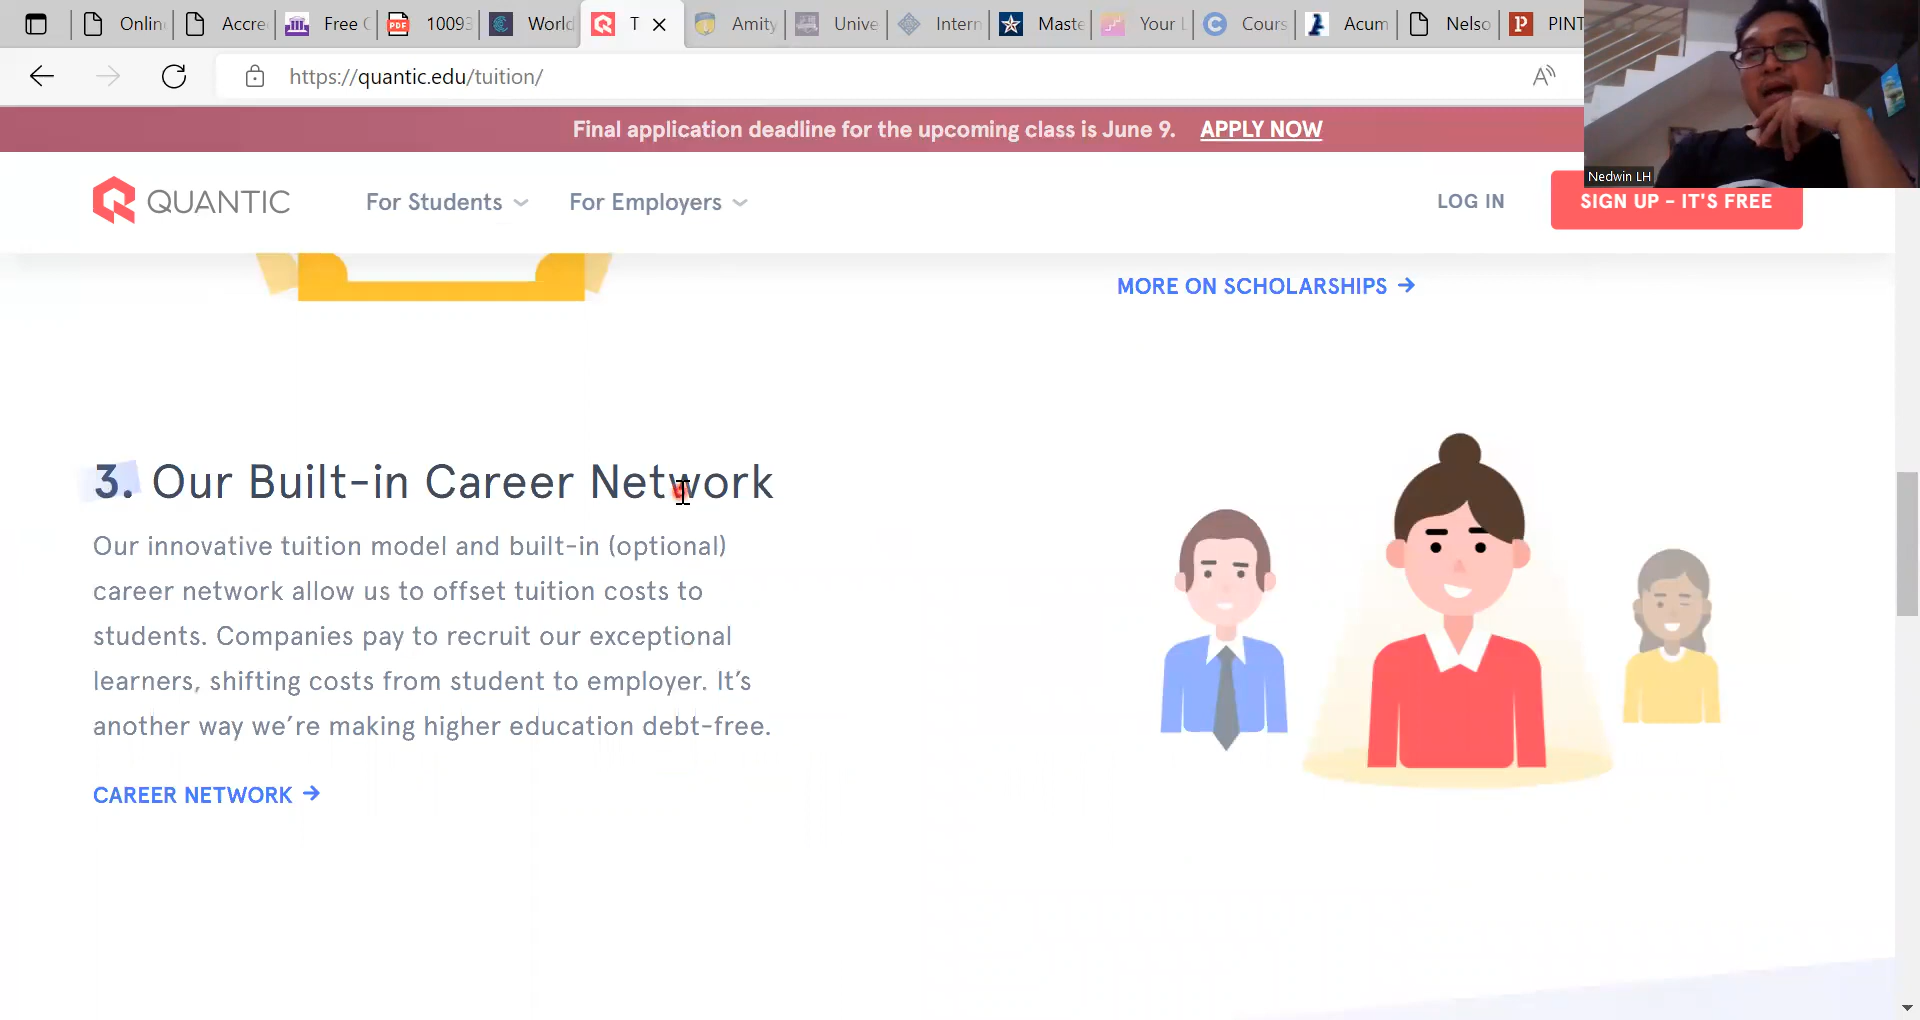 Onlin
Accre
Free C
PDF
10093
World
T
Amity
Unive
Intern
Maste
Your L
Cours
Acum
Nelso
PINT
https://quantic.edu/tuition/
Final application deadline for the upcoming class is June 9. APPLY NOW
Nedwin LH
QUANTIC
For Students
For Employers
LOG IN
SIGN UP - IT'S FREE
MORE ON SCHOLARSHIPS →
3. Our Built-in Career Network
Our innovative tuition model and built-in (optional)
career network allow us to offset tuition costs to
students. Companies pay to recruit our exceptional
learners, shifting costs from student to employer. It's
another way we're making higher education debt-free.
CAREER NETWORK →